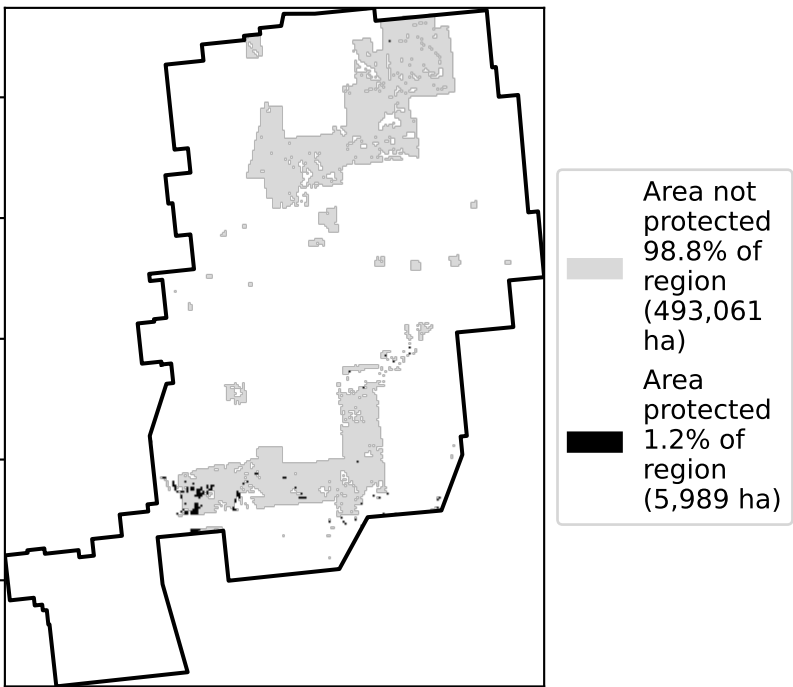 Area not
protected
98.8% of
region
(493,061
ha)
Area
protected
1.2% of
region
(5,989 ha)